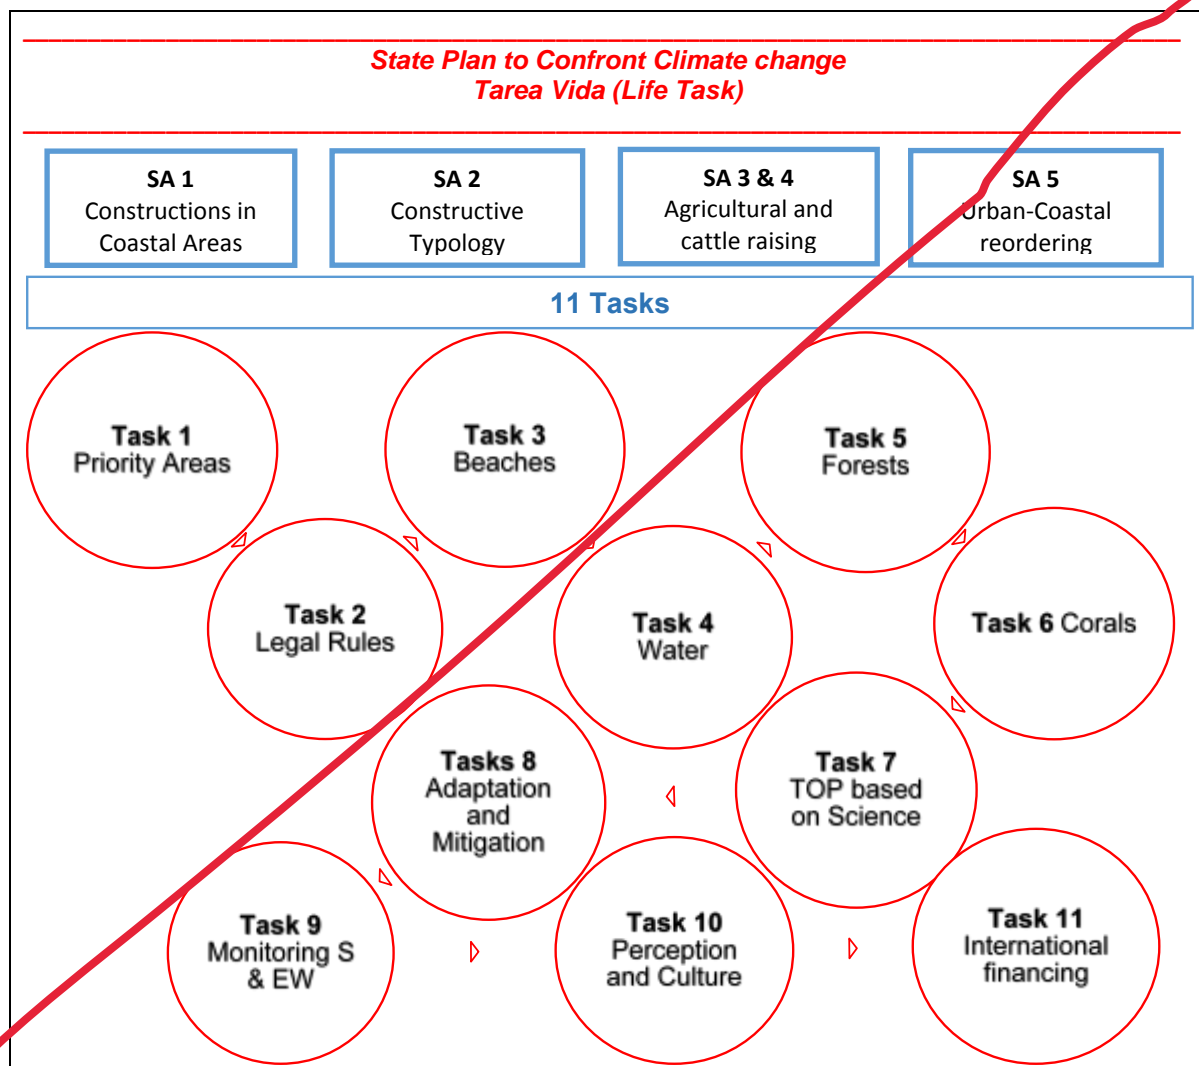 State Plan to Confront Climate change
Tarea Vida (Life Task)
SA 1
Constructions in
Coastal Areas
SA 2
Constructive
Typology
SA 3 & 4
Agricultural and
cattle raising
SA 5
Urban-Coastal
reordering
11 Tasks
Task 1
Priority Areas
Task 3
Beaches
Task 5
Forests
Task 2
Legal Rules
Task 4
Water
Task 6 Corals
Tasks 8
Adaptation
and
Mitigation
Task 7
TOP based
on Science
Task 9
Monitoring S
& EW
Task 10
Perception
and Culture
Task 11
International
financing